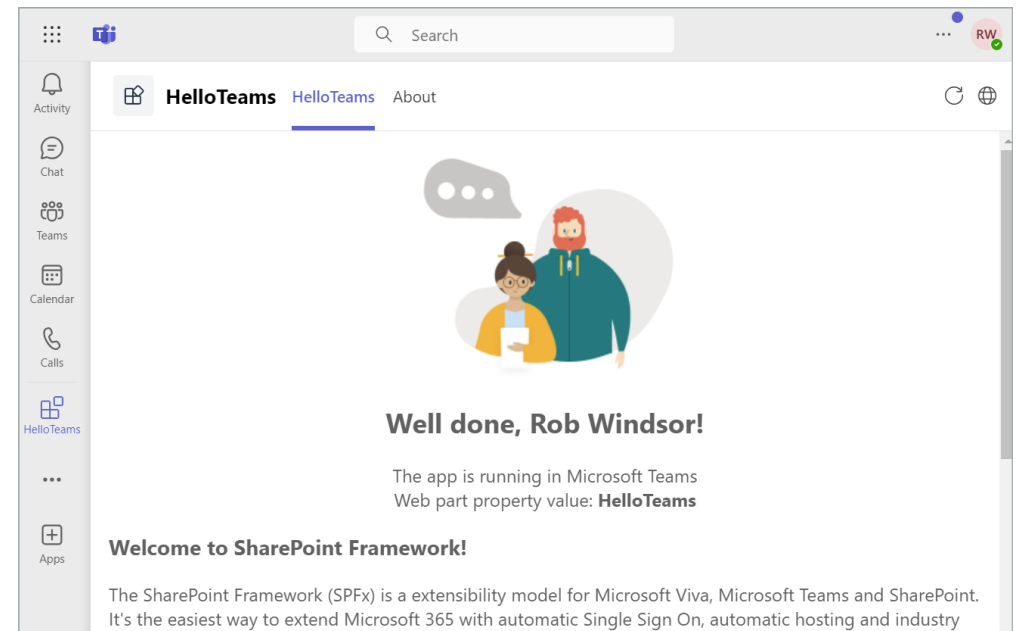 Search
RW
Activity
Chat
Teams
Calendar
Calls
HelloTeams
Apps
HelloTeams HelloTeams About
Well done, Rob Windsor!
The app is running in Microsoft Teams
Web part property value: HelloTeams
Welcome to SharePoint Framework!
The SharePoint Framework (SPFx) is a extensibility model for Microsoft Viva, Microsoft Teams and SharePoint.
It's the easiest way to extend Microsoft 365 with automatic Single Sign On, automatic hosting and industry